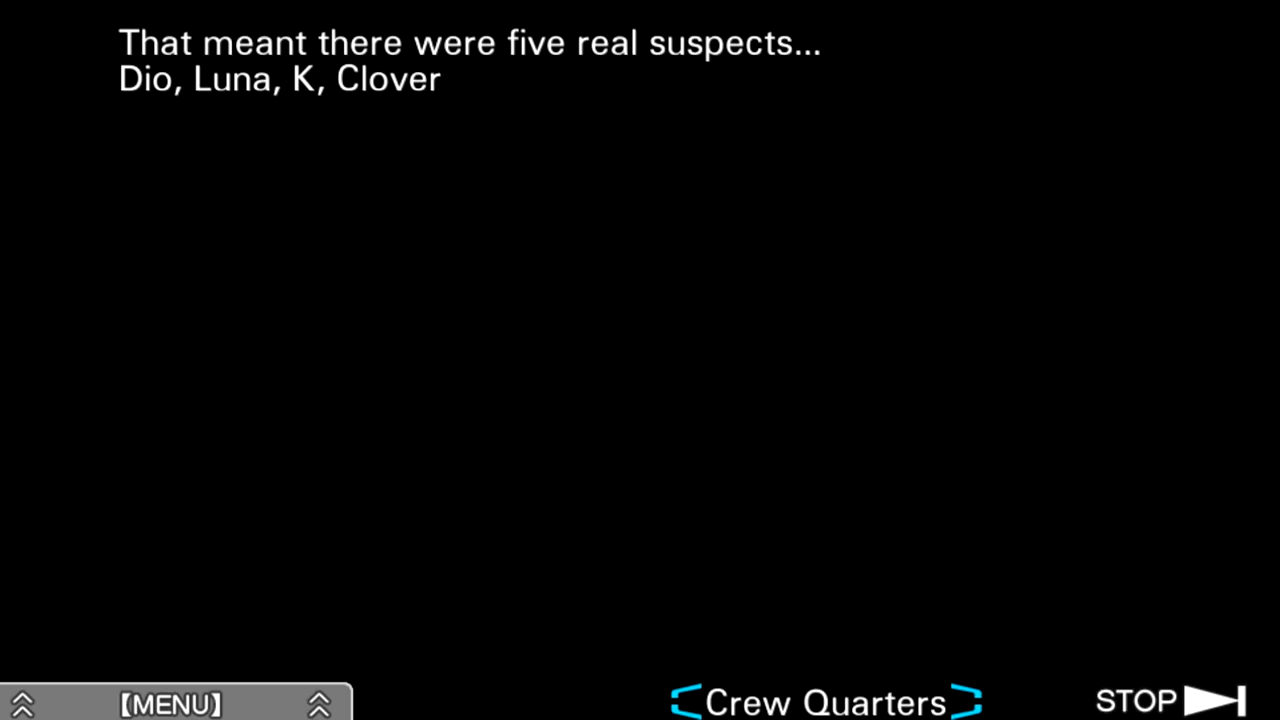 That meant there were five real suspects...
Dio, Luna, K, Clover
【MENU】
Crew Quarters
STOP